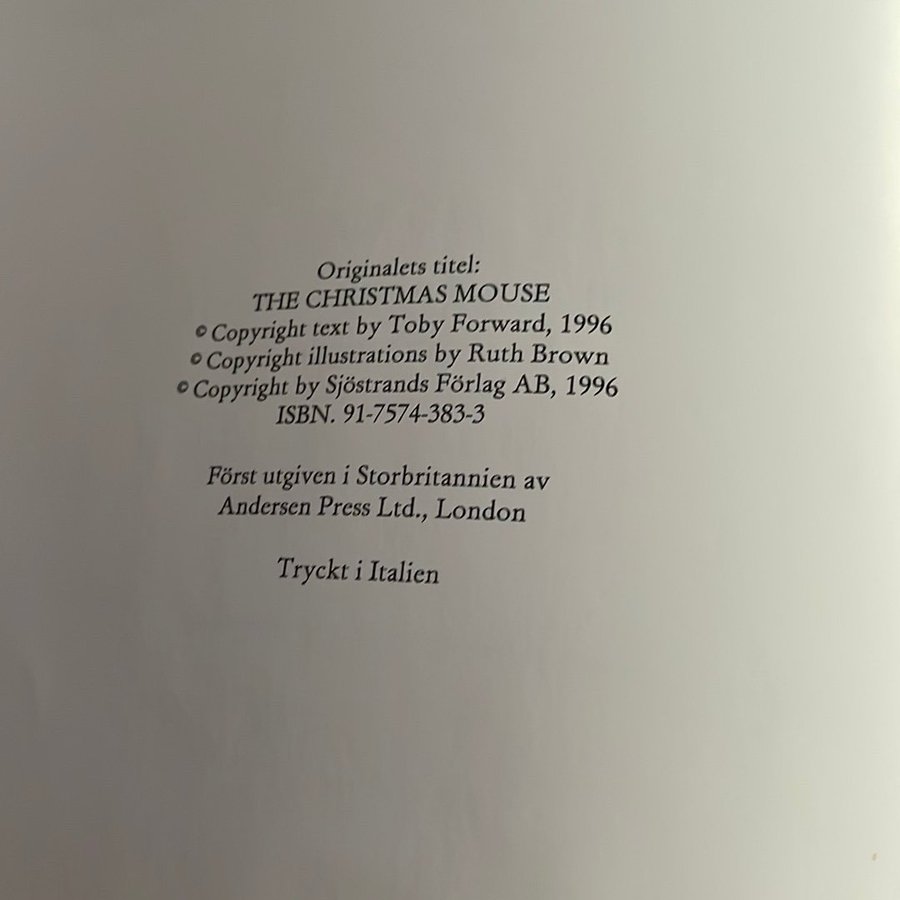 Originalets titel:
THE CHRISTMAS MOUSE
© Copyright text by Toby Forward, 1996
© Copyright illustrations by Ruth Brown
© Copyright by Sjöstrands Förlag AB, 1996
ISBN. 91-7574-383-3
Först utgiven i Storbritannien av
Andersen Press Ltd., London
Tryckt i Italien